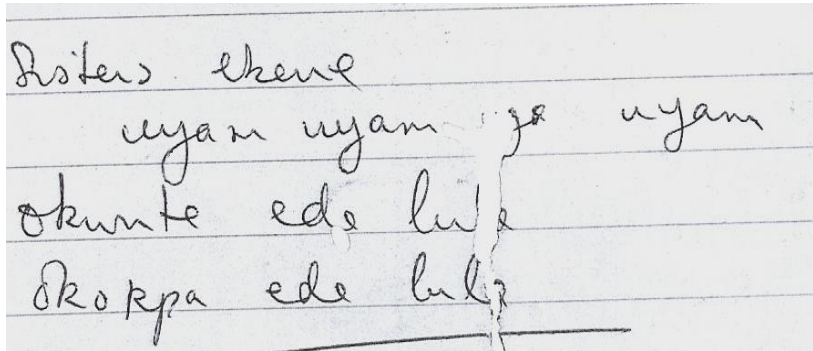 Sisters ekene
uyam uyam ya uyam
okunte ede lule
Okokpa ede lule